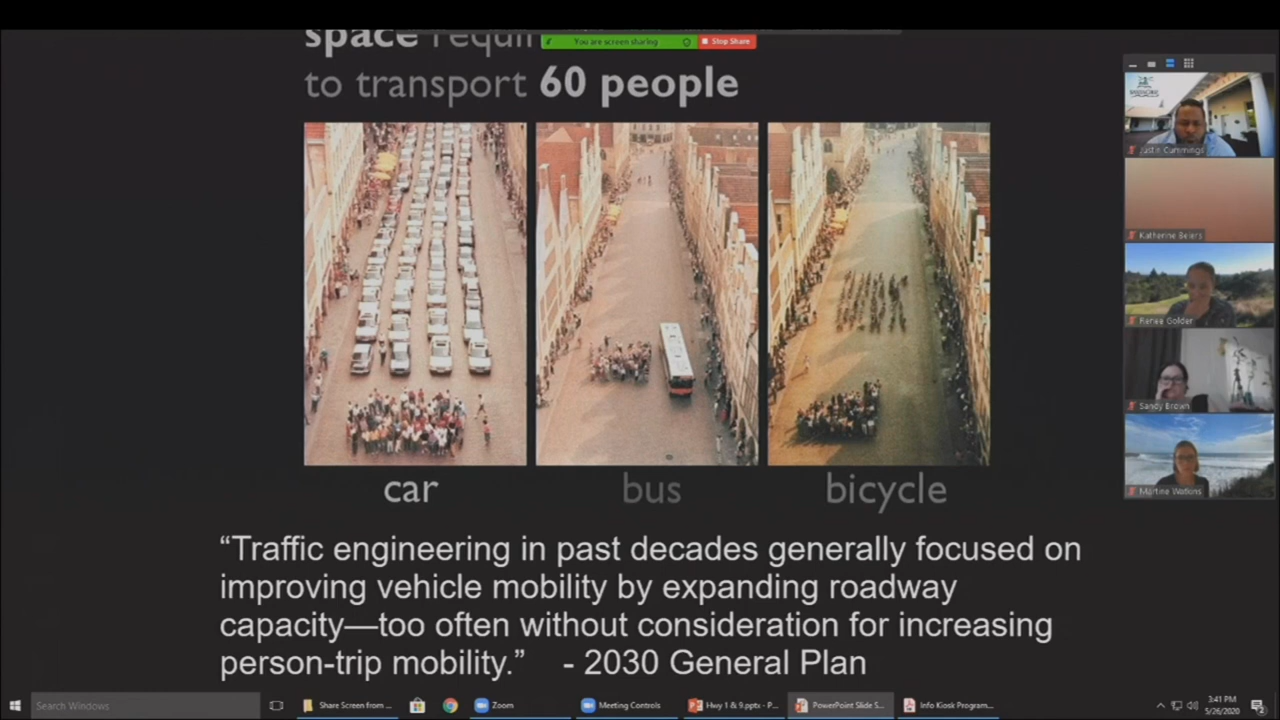 space requir
You are screen sharing
Stop Share
to transport 60 people
car
bus
bicycle
“Traffic engineering in past decades generally focused on
improving vehicle mobility by expanding roadway
capacity—too often without consideration for increasing
person-trip mobility.” - 2030 General Plan
Justin Cummings
Katherine Beiers
Renee Golder
Sandy Brown
Martine Watkins
Search Windows
Share Screen from ...
Zoom
Meeting Controls
Hwy 1 & 9.pptx - P...
PowerPoint Slide S...
Info Kiosk Program...
3:41 PM
5/26/2020